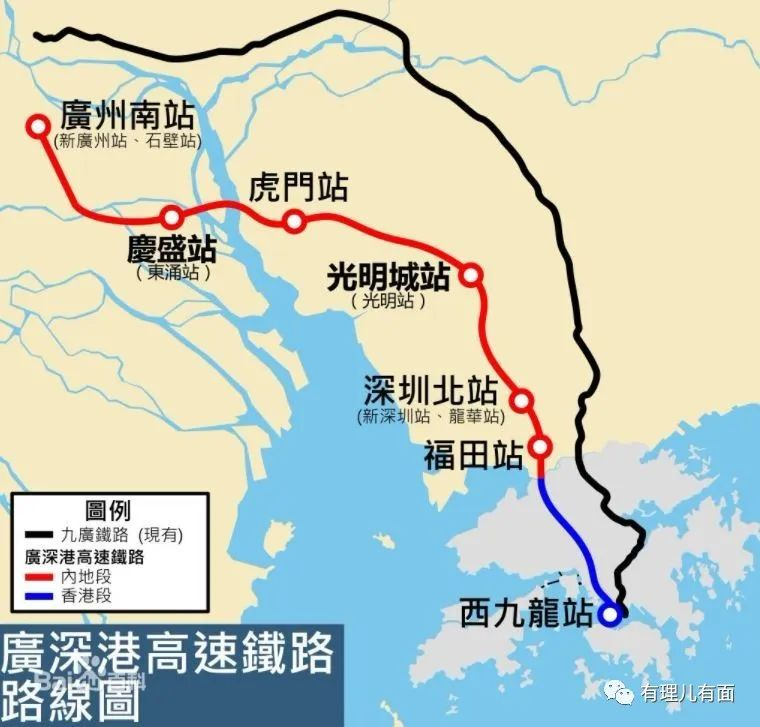 廣州南站
(新廣州站、石壁站)
虎門站
慶盛站
(東涌站)
光明城站
(光明站)
深圳北站
(新深圳站、龍華站)
福田站
圖例
九廣鐵路 (現有)
廣深港高速鐵路
內地段
香港段
西九龍站
廣深港高速鐵路
路線圖
Bai 百科
有理儿有面